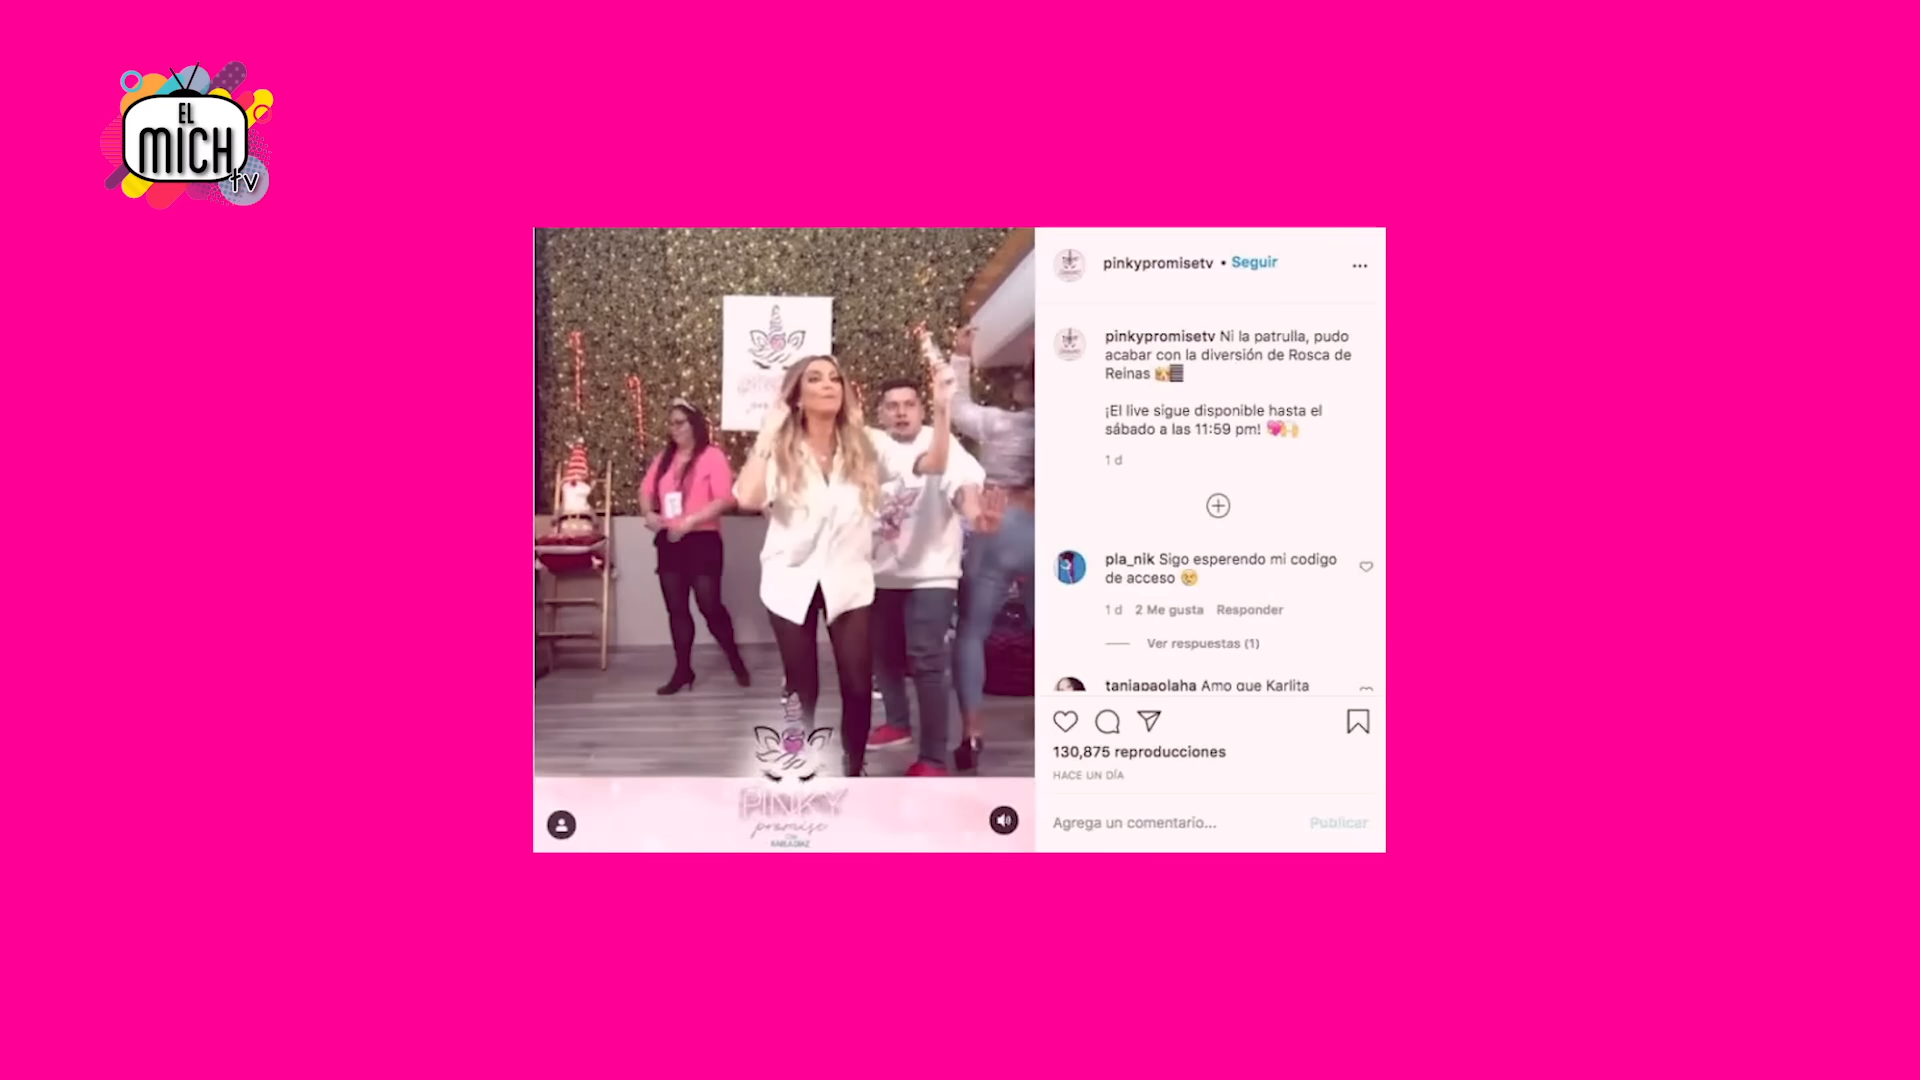 EL
MICH
tv
pinkypromisetv • Seguir
pinkypromisetv Ni la patrulla, pudo
acabar con la diversión de Rosca de
Reinas
¡El live sigue disponible hasta el
sábado a las 11:59 pm!
1 d
pla_nik Sigo esperendo mi codigo
de acceso
1 d 2 Me gusta Responder
Ver respuestas (1)
taniapaolaha Amo que Karlita
130,875 reproducciones
HACE UN DÍA
Agrega un comentario...
Publicar
PINKY
promise
CON
KARLA DÍAZ